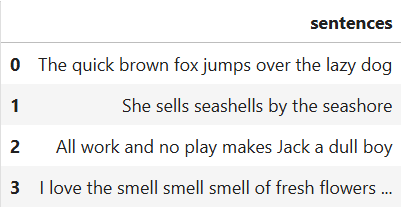 sentences
0 The quick brown fox jumps over the lazy dog
1 She sells seashells by the seashore
2 All work and no play makes Jack a dull boy
3 I love the smell smell smell of fresh flowers ...